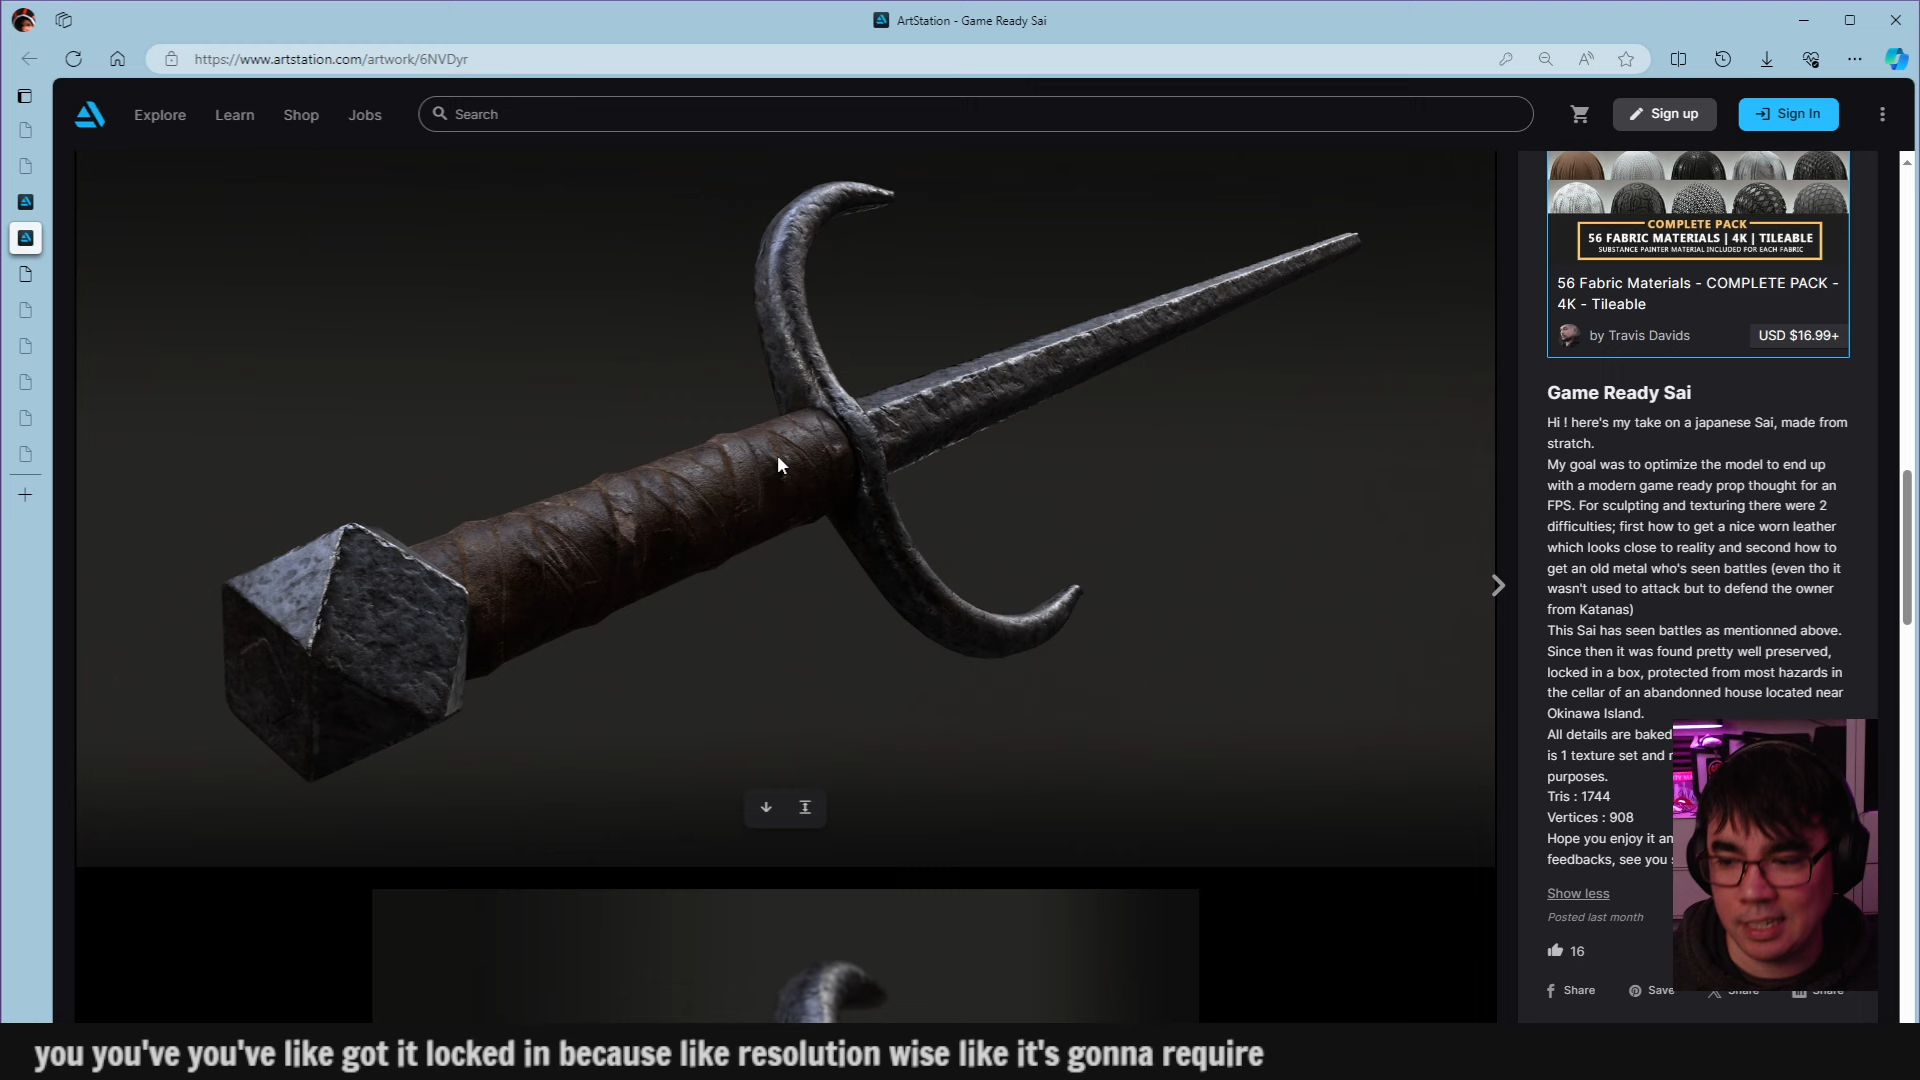 ArtStation - Game Ready Sai
https://www.artstation.com/artwork/6NVDyr
Explore
Learn
Shop
Jobs
Search
Sign up
Sign In
COMPLETE PACK
56 FABRIC MATERIALS | 4K | TILEABLE
SUBSTANCE PAINTER MATERIAL INCLUDED FOR EACH FABRIC
56 Fabric Materials - COMPLETE PACK -
4K - Tileable
by Travis Davids
USD $16.99+
Game Ready Sai
Hi ! here's my take on a japanese Sai, made from
stratch.
My goal was to optimize the model to end up
with a modern game ready prop thought for an
FPS. For sculpting and texturing there were 2
difficulties; first how to get a nice worn leather
which looks close to reality and second how to
get an old metal who's seen battles (even tho it
wasn't used to attack but to defend the owner
from Katanas)
This Sai has seen battles as mentionned above.
Since then it was found pretty well preserved,
locked in a box, protected from most hazards in
the cellar of an abandonned house located near
Okinawa Island.
All details are baked
is 1 texture set and
purposes.
Tris : 1744
Vertices : 908
Hope you enjoy it an
feedbacks, see you
Show less
Posted last month
16
Share
Save
Share
Share
you you've you've like got it locked in because like resolution wise like it's gonna require